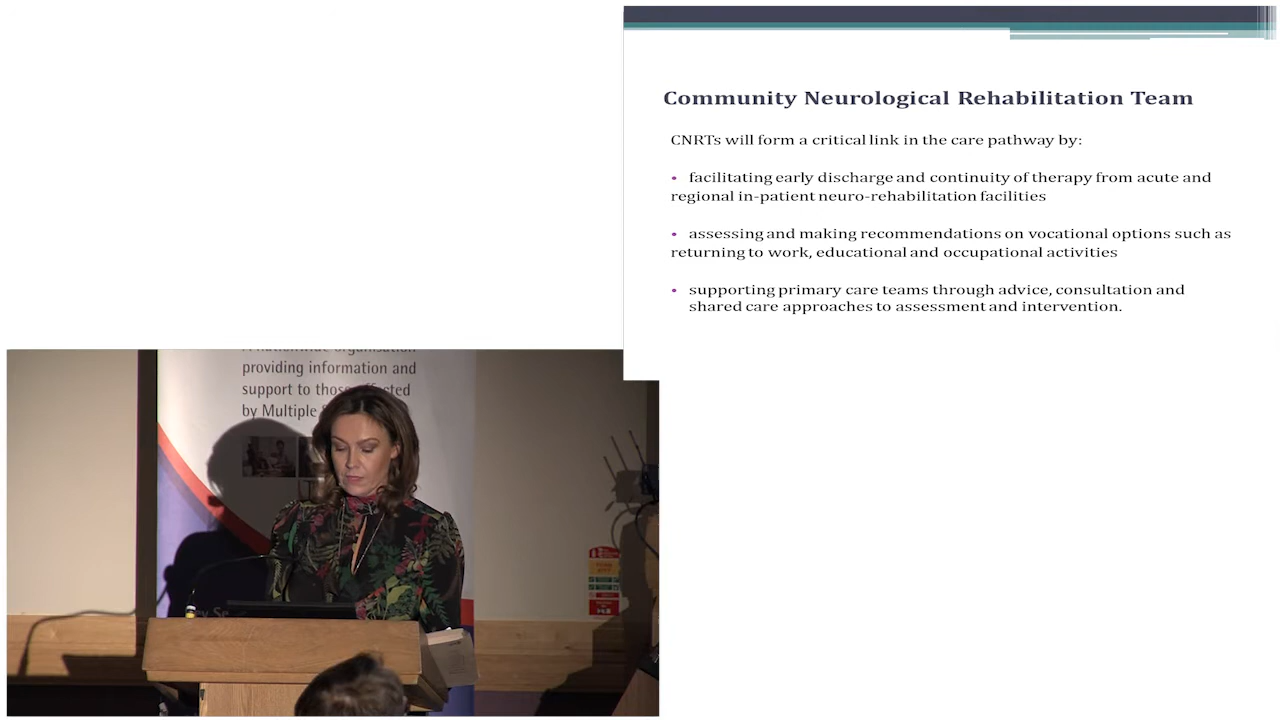 Community Neurological Rehabilitation Team
CNRTs will form a critical link in the care pathway by:
• facilitating early discharge and continuity of therapy from acute and
regional in-patient neuro-rehabilitation facilities
• assessing and making recommendations on vocational options such as
returning to work, educational and occupational activities
• supporting primary care teams through advice, consultation and
shared care approaches to assessment and intervention.
A nationwide organisation
providing information and
support to those affected
by Multiple